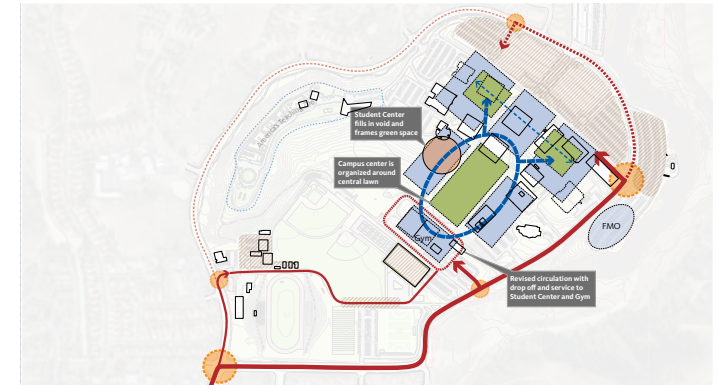 Student Center
fills in void and
frames green space
Campus center is
organized around
central lawn
Gym
FMO
Revised circulation with
drop off and service to
Student Center and Gym